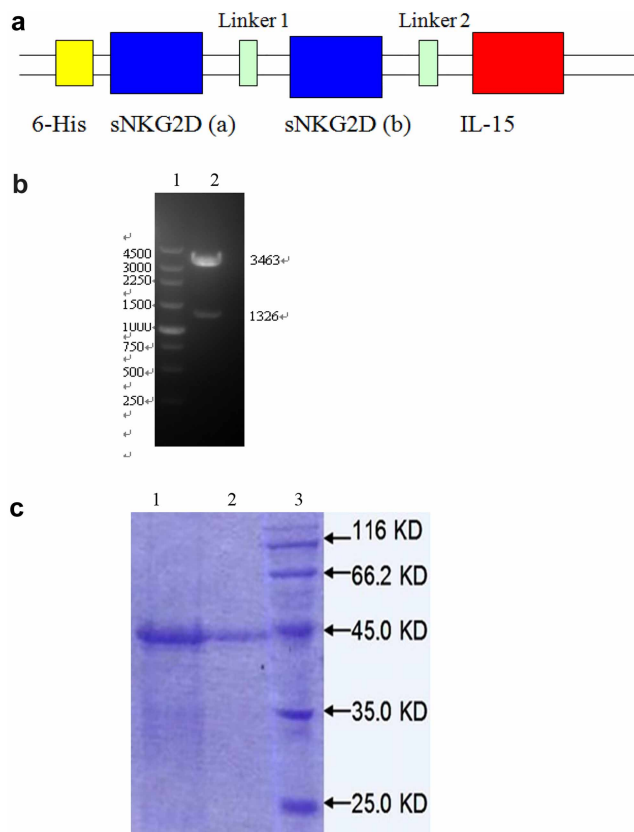 a
Linker 1 Linker 2
6-His sNKG2D (a) sNKG2D (b) IL-15
b
1 2
4500
3000
2250
1500
1000
750
500
250
3463
1326
c
1 2 3
116 KD
66.2 KD
45.0 KD
35.0 KD
25.0 KD